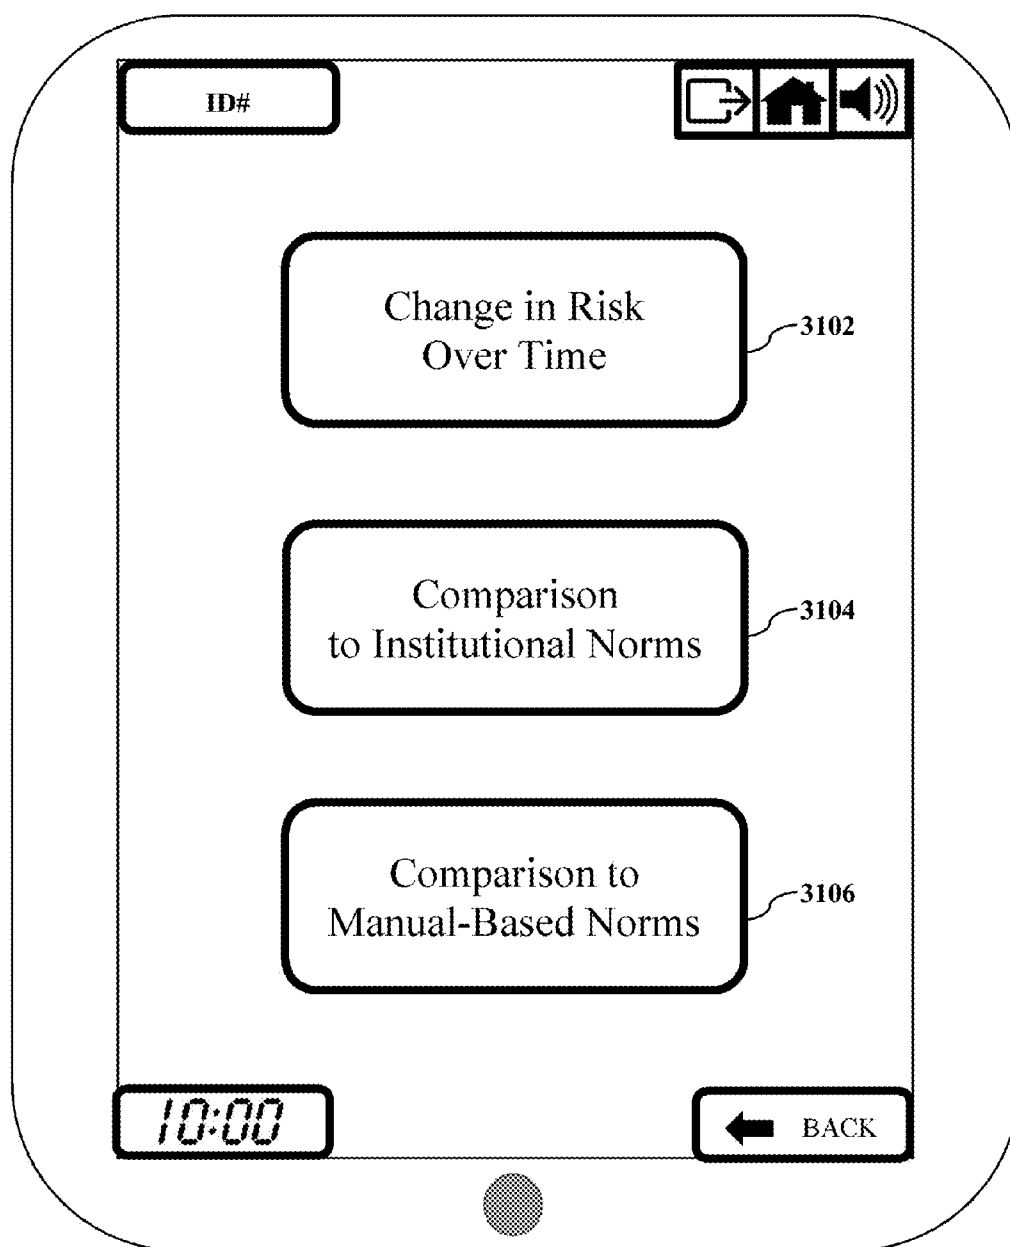 ID#
Change in Risk
Over Time
3102
Comparison
to Institutional Norms
3104
Comparison to
Manual-Based Norms
3106
10:00
BACK